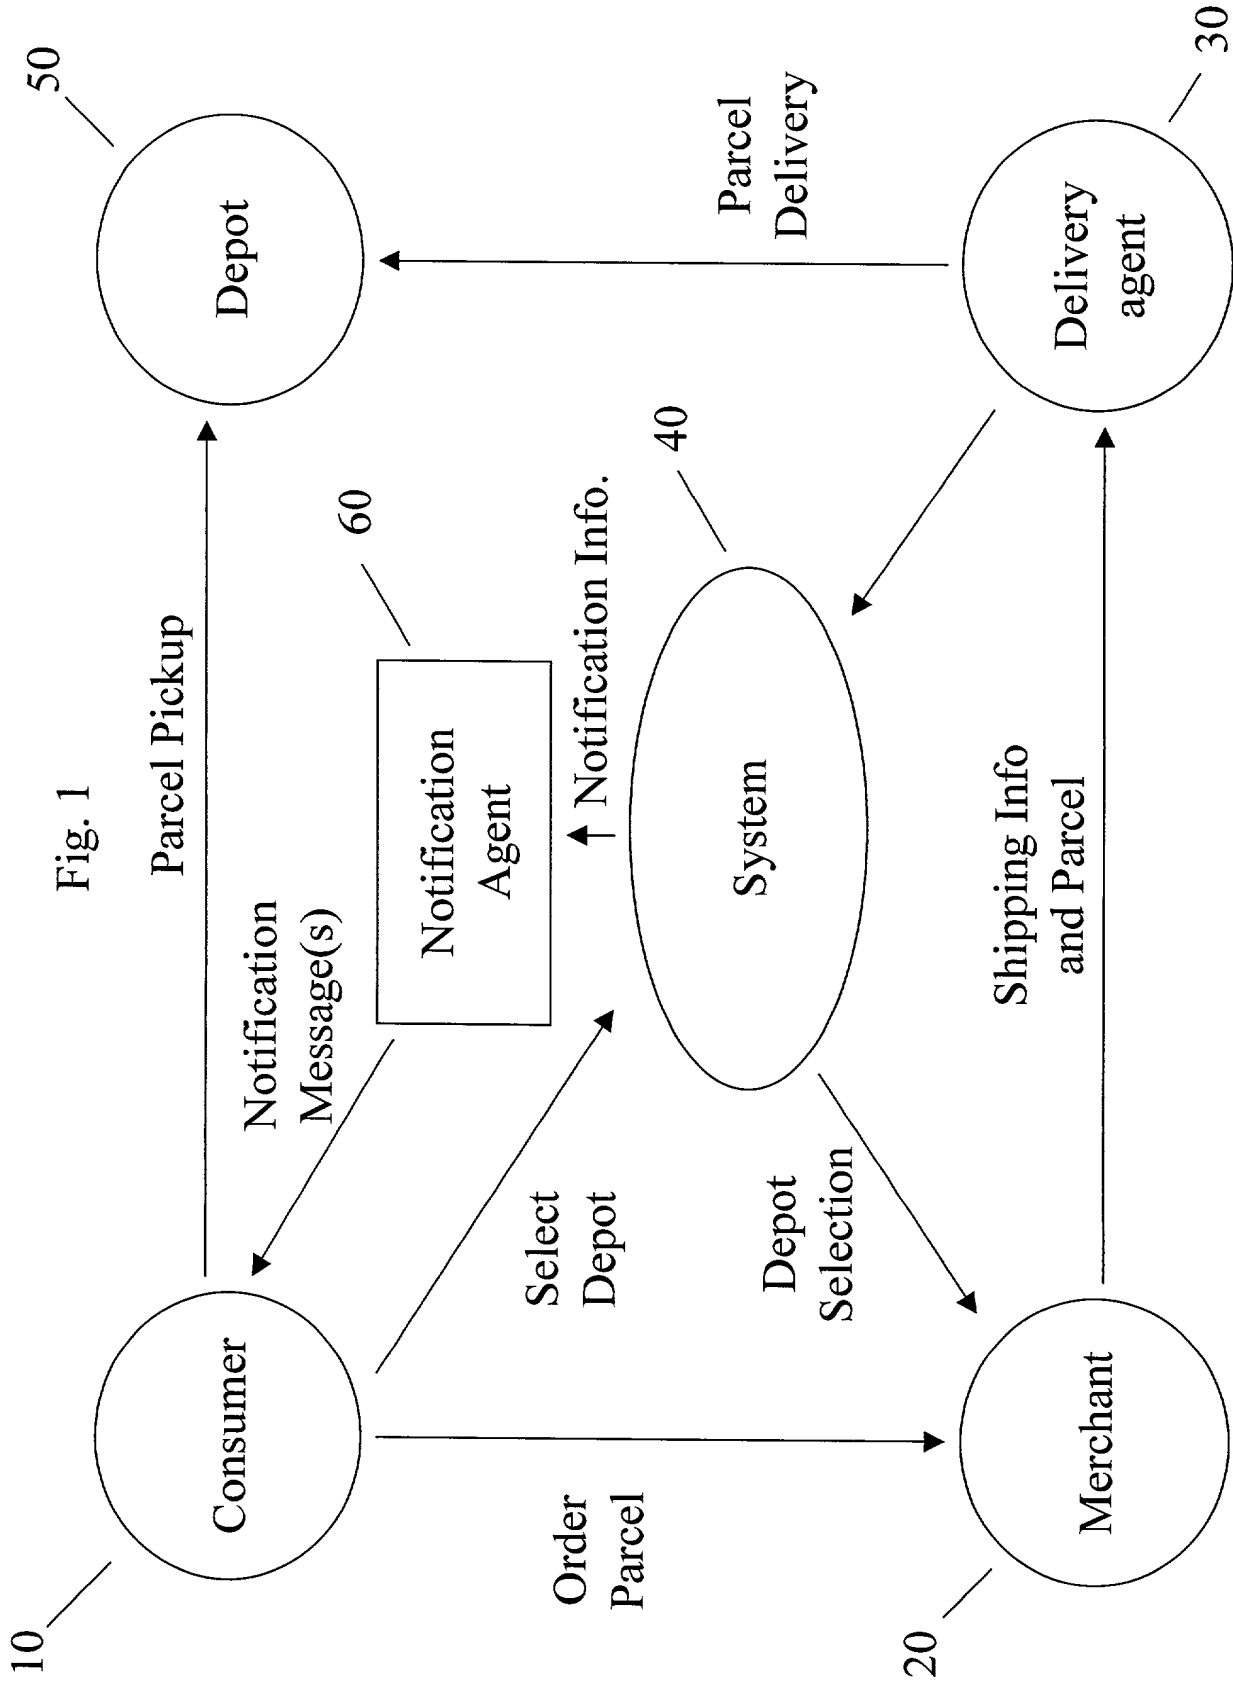 Fig. 1
10
Consumer
Parcel Pickup
50
Depot
Notification
Message(s)
60
Notification
Agent
Notification Info.
Select
Depot
40
System
Order
Parcel
Depot
Selection
Parcel
Delivery
20
Merchant
Shipping Info
and Parcel
Delivery
agent
30